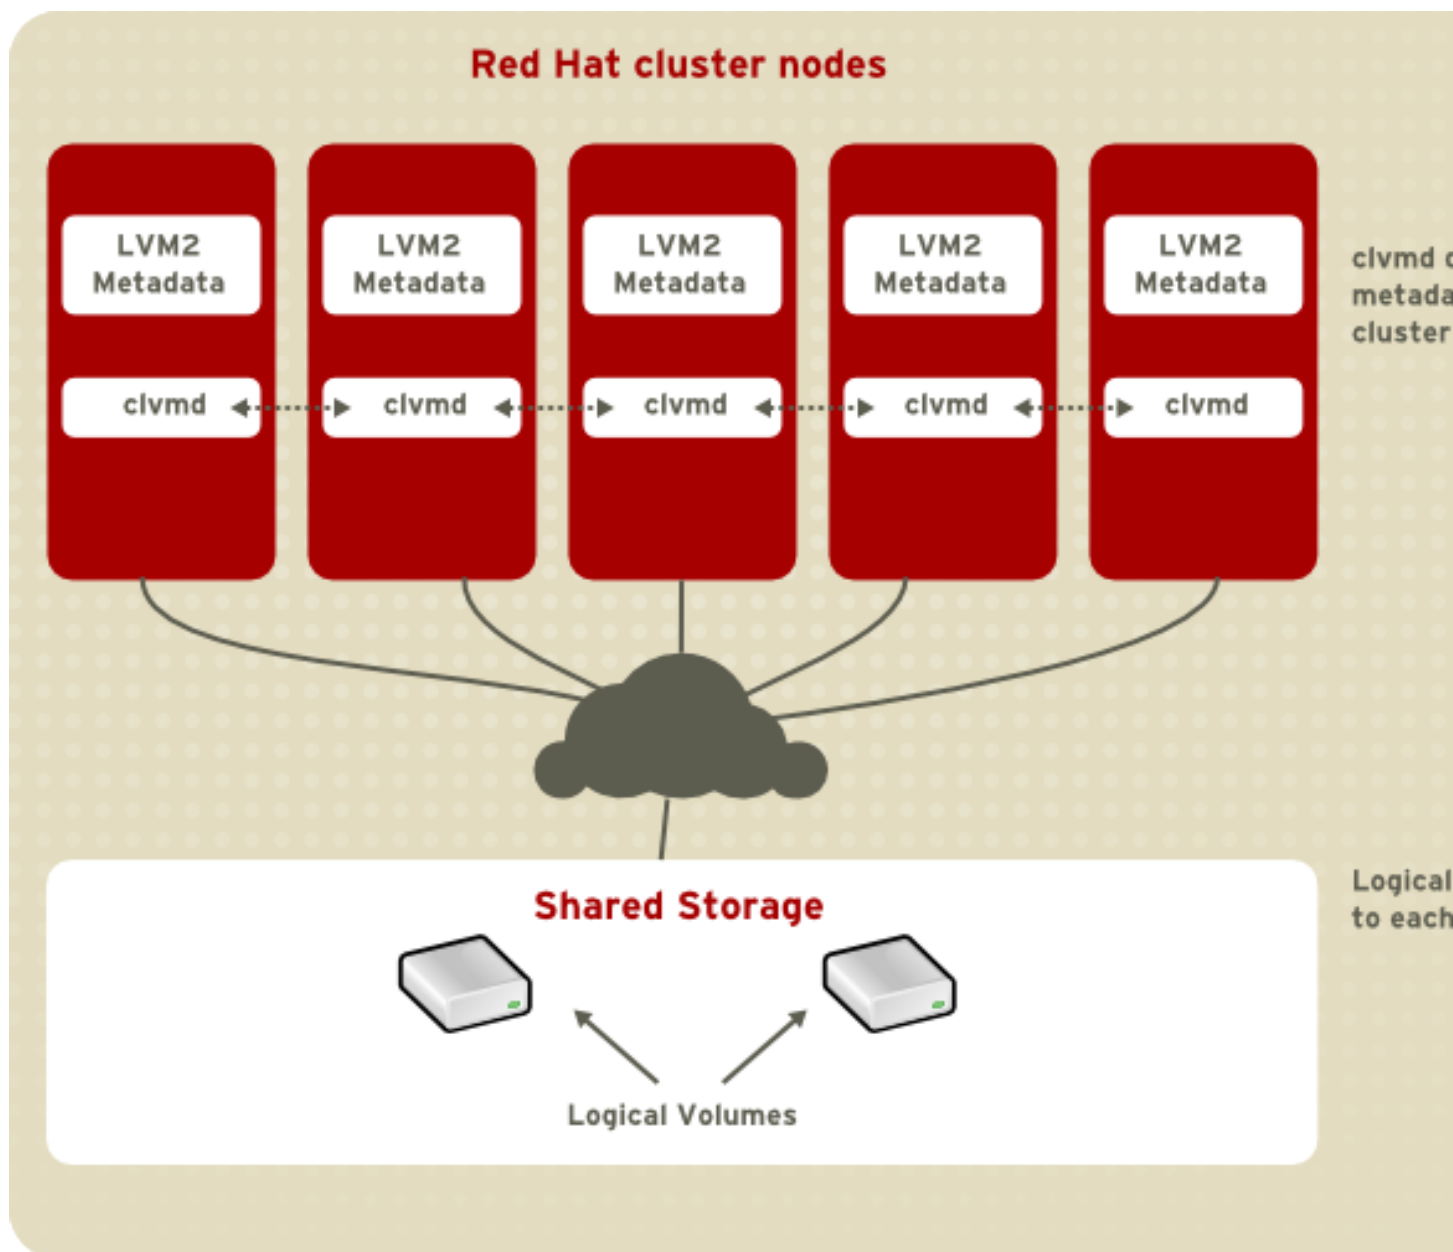 Red Hat cluster nodes
LVM2
Metadata
LVM2
Metadata
LVM2
Metadata
LVM2
Metadata
LVM2
Metadata
clvmd
metada
cluster
clvmd
clvmd
clvmd
clvmd
clvmd
Shared Storage
Logical
to each
Logical Volumes